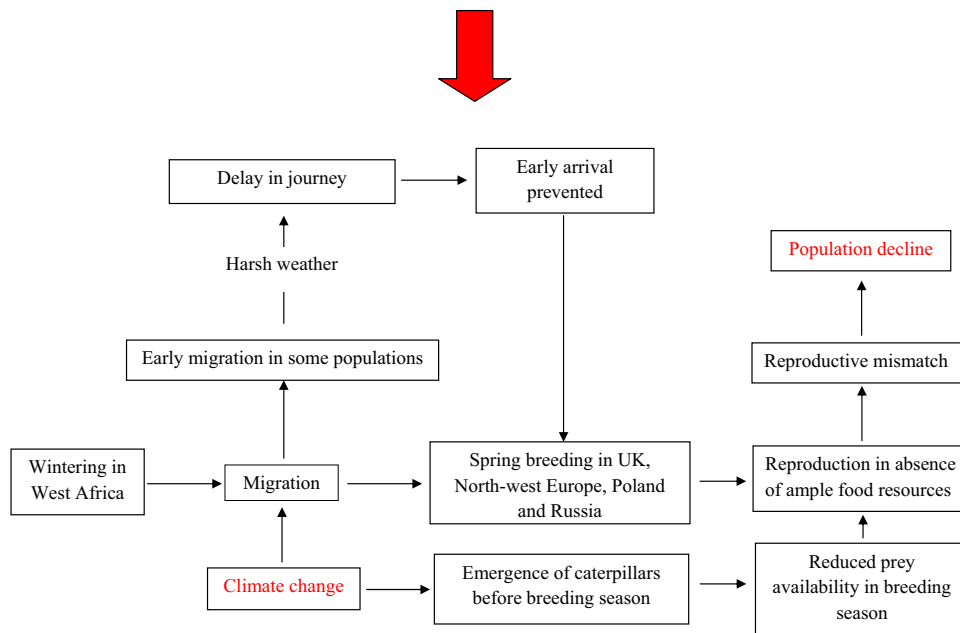 Delay in journey
Early arrival
prevented
Harsh weather
Population decline
Early migration in some populations
Reproductive mismatch
Wintering in
West Africa
Migration
Spring breeding in UK,
North-west Europe, Poland
and Russia
Reproduction in absence
of ample food resources
Climate change
Emergence of caterpillars
before breeding season
Reduced prey
availability in breeding
season